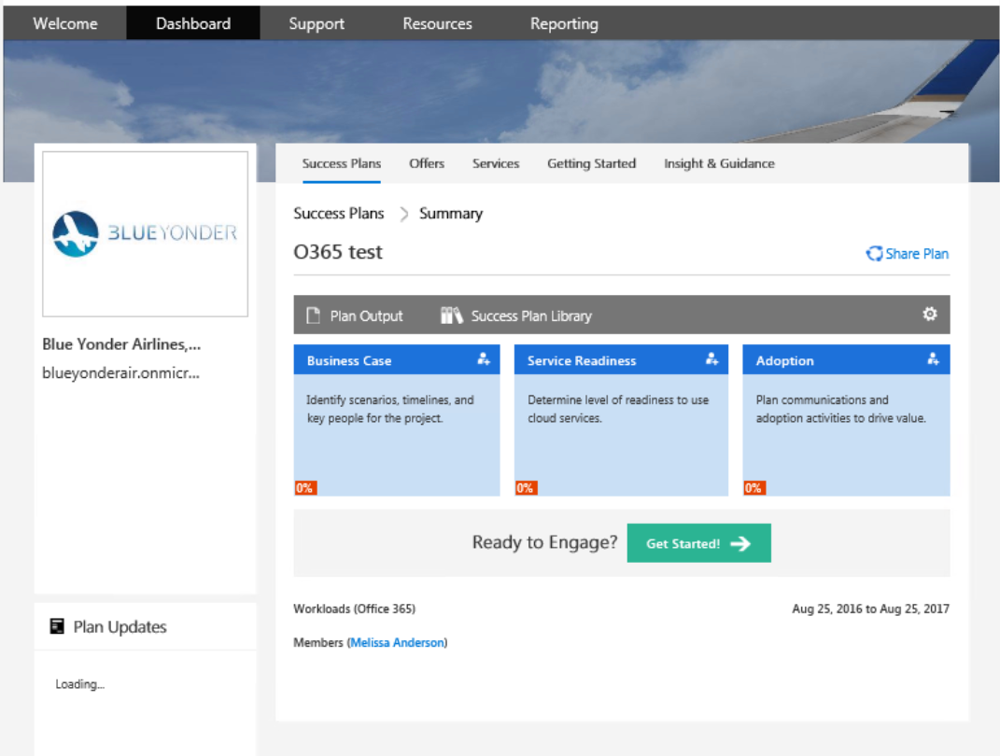 Welcome Dashboard Support Resources Reporting
BLUEYONDER
Blue Yonder Airlines,...
blueyonderair.onmicr...
Plan Updates
Loading...
Success Plans Offers Services Getting Started Insight & Guidance
Success Plans Summary
O365 test
Share Plan
Plan Output Success Plan Library
Business Case
Identify scenarios, timelines, and
key people for the project.
0%
Service Readiness
Determine level of readiness to use
cloud services.
0%
Adoption
Plan communications and
adoption activities to drive value.
0%
Ready to Engage? Get Started!
Workloads (Office 365) Aug 25, 2016 to Aug 25, 2017
Members (Melissa Anderson)